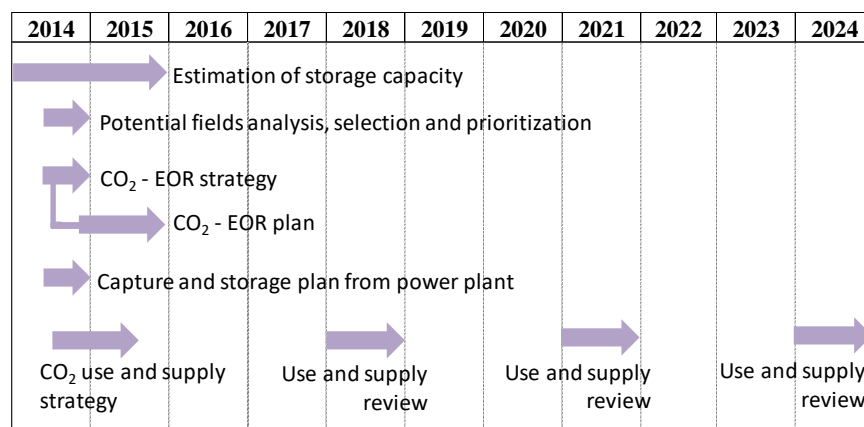 2014 2015 2016 2017 2018 2019 2020 2021 2022 2023 2024
Estimation of storage capacity
Potential fields analysis, selection and prioritization
CO₂ - EOR strategy
CO₂ - EOR plan
Capture and storage plan from power plant
CO₂ use and supply
strategy
Use and supply
review
Use and supply
review
Use and supply
review